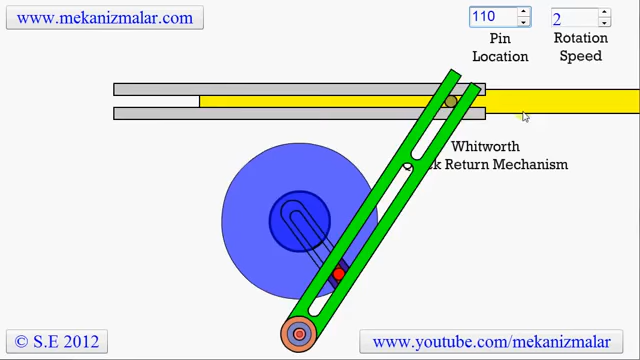 www.mekanizmalar.com
110
2
Pin
Location
Rotation
Speed
Whitworth
Return Mechanism
© S.E 2012
www.youtube.com/mekanizmalar